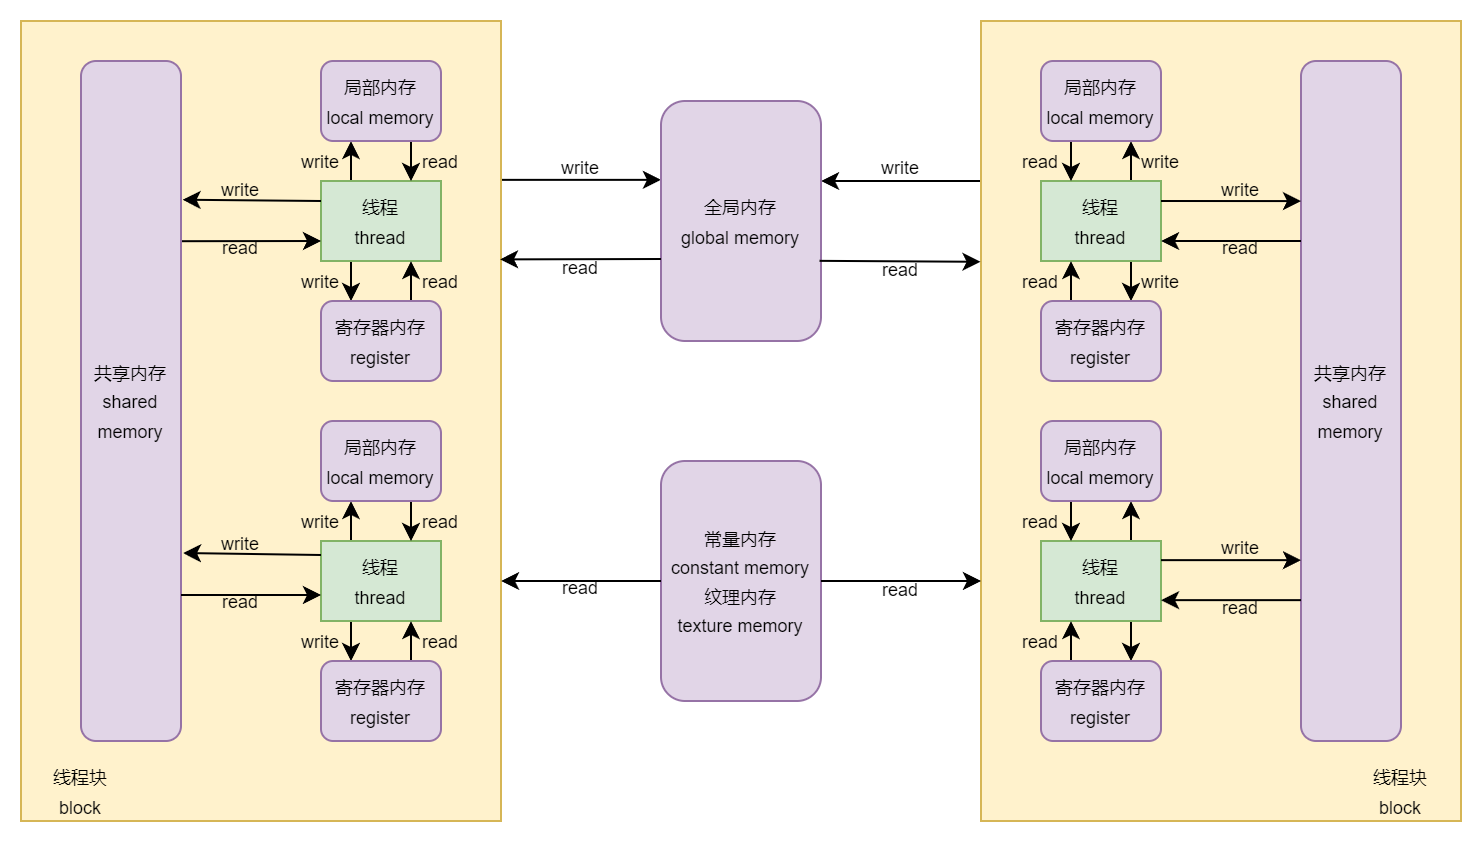 局部内存
local memory
write
read
write
线程
thread
read
write
read
寄存器内存
register
共享内存
shared
memory
局部内存
local memory
write
read
write
线程
thread
read
write
read
寄存器内存
register
线程块
block
write
write
全局内存
global memory
read
read
常量内存
constant memory
纹理内存
texture memory
read
read
局部内存
local memory
read
write
write
线程
thread
read
read
write
寄存器内存
register
共享内存
shared
memory
局部内存
local memory
read
write
线程
thread
read
read
寄存器内存
register
线程块
block